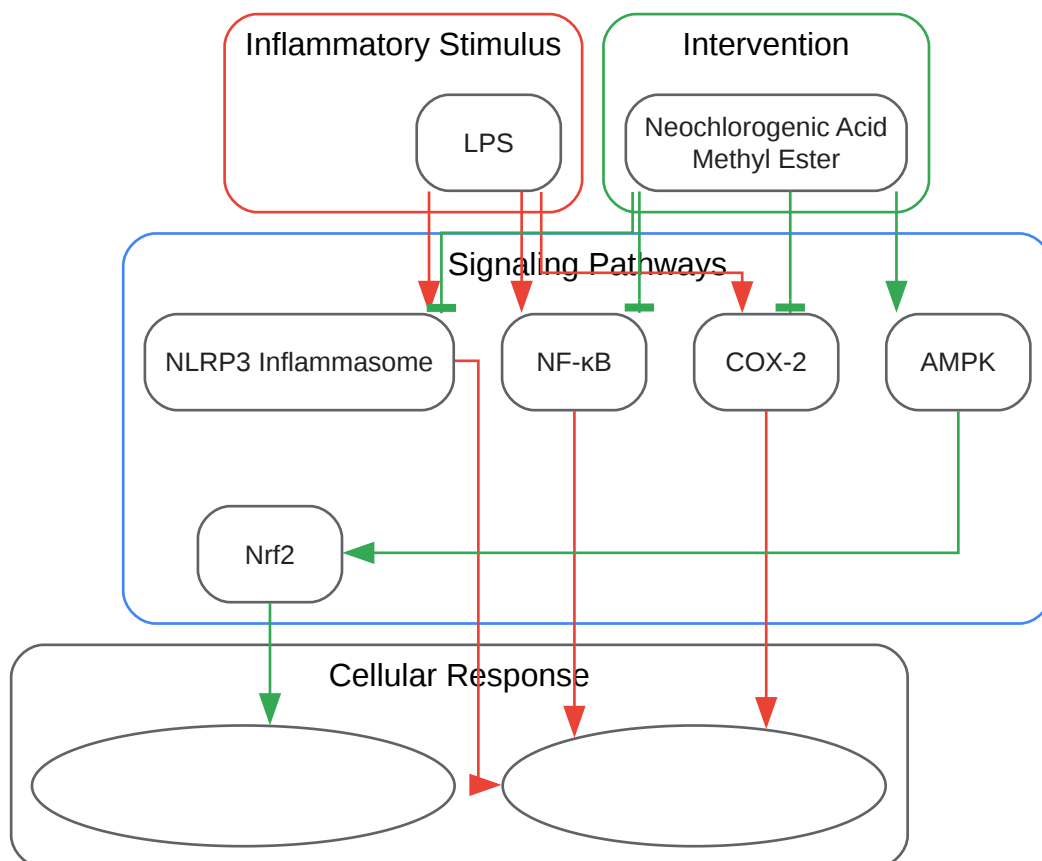 Inflammatory Stimulus
Intervention
LPS
Neochlorogenic Acid
Methyl Ester
Signaling Pathways
NLRP3 Inflammasome
NF-κB
COX-2
AMPK
Nrf2
Cellular Response